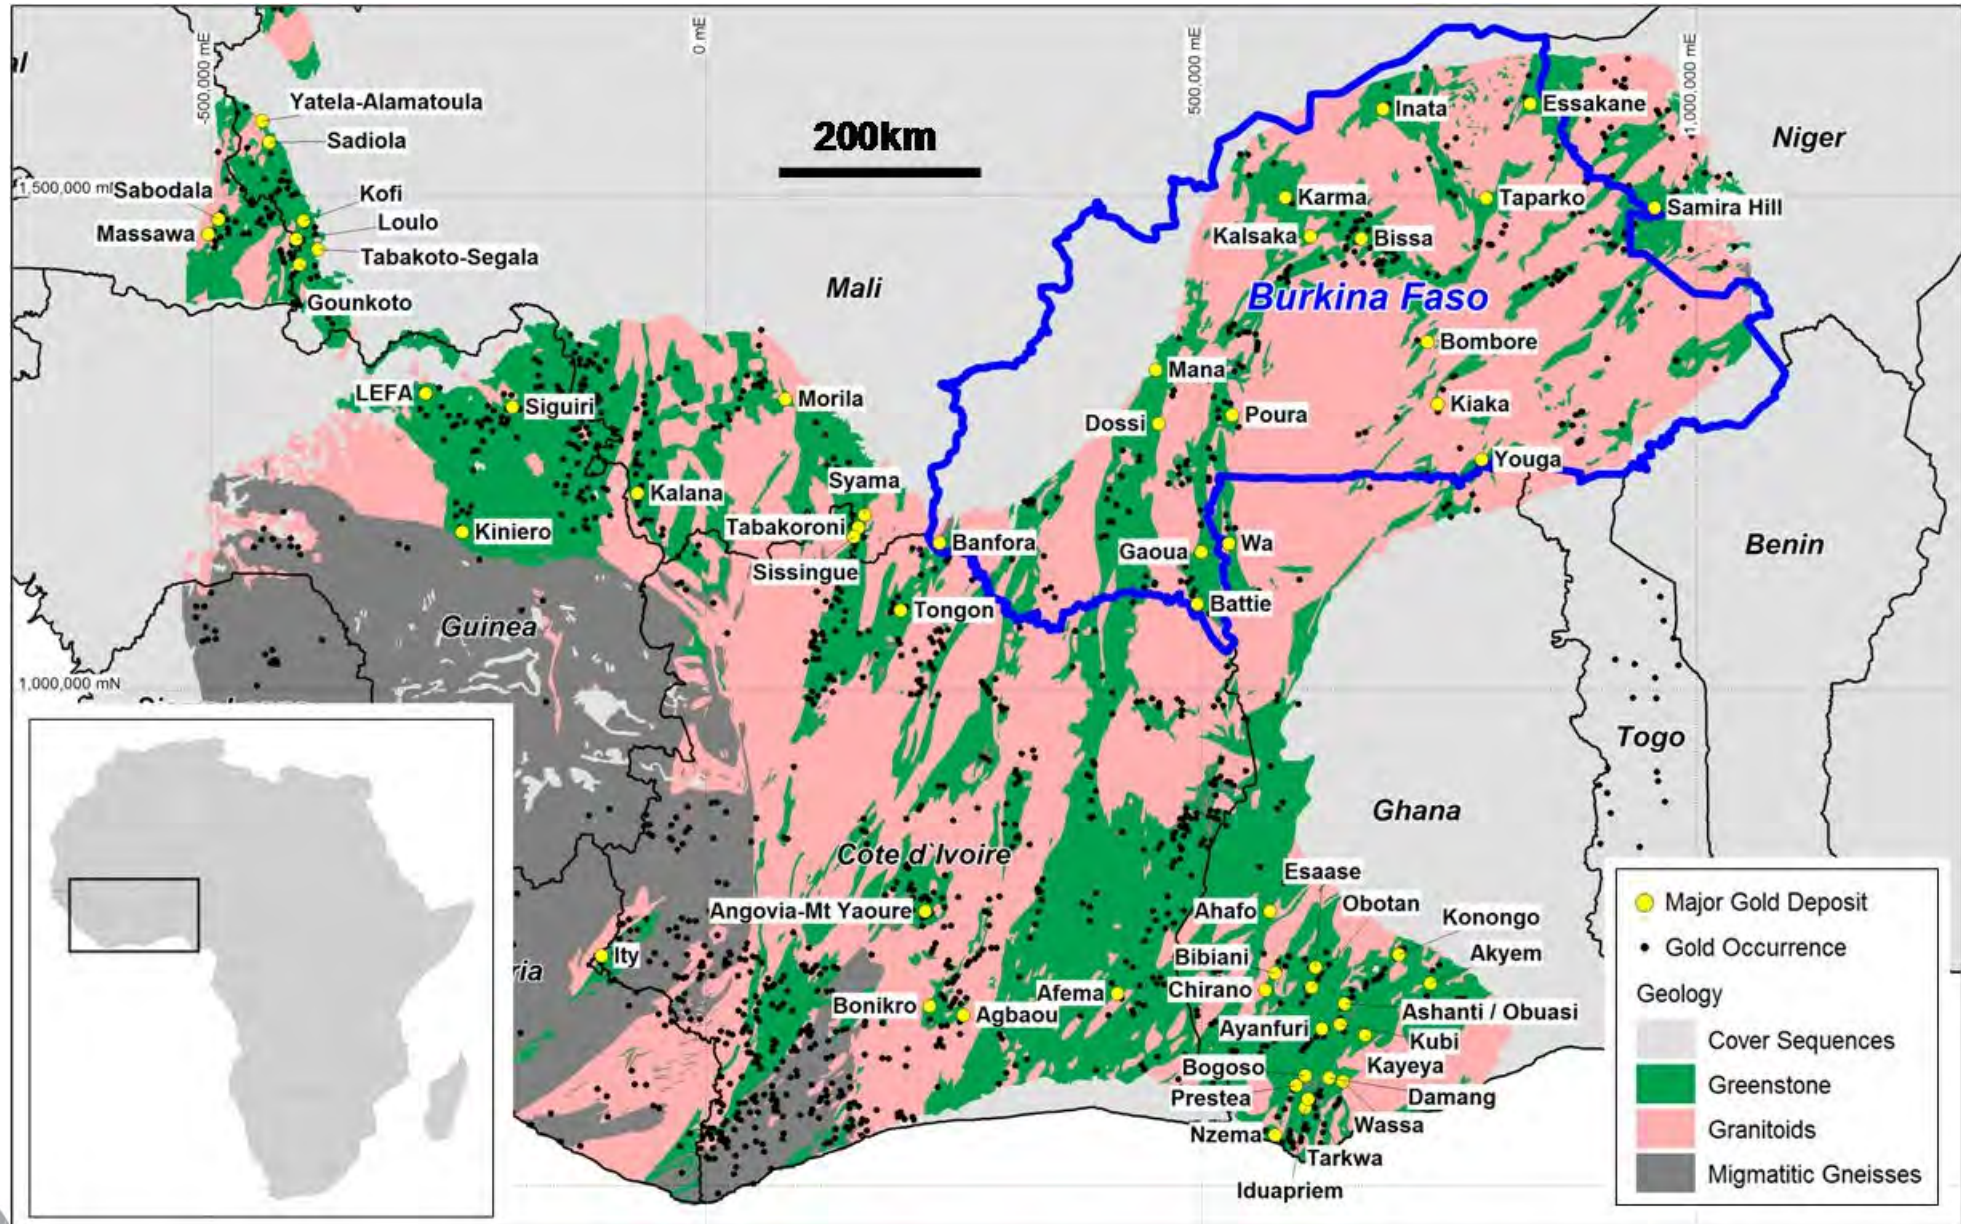 -500,000 mE
0 mE
500,000 mE
1,000,000 mE
al
Yatela-Alamatoula
Sadiola
Inata
Essakane
200km
Niger
1,500,000 m
Sabodala
Kofi
Karma
Taparko
Samira Hill
Massawa
Loulo
Kalsaka
Bissa
Tabakoto-Segala
Mali
Burkina Faso
Gounkoto
Bombore
Mana
LEFA
Siguiri
Morila
Dossi
Poura
Kiaka
Youga
Syama
Kalana
Tabakoroni
Kiniero
Banfora
Gaoua
Wa
Benin
Sissingue
Tongon
Battie
Guinea
1,000,000 mN
Togo
Ghana
Côte d`Ivoire
Esaase
Angovia-Mt Yaoure
Ahafo
Obotan
Konongo
Akyem
Ity
ria
Bibiani
Chirano
Afema
Bonikro
Agbaou
Ashanti / Obuasi
Ayanfuri
Kubi
Bogoso
Kayeya
Prestea
Damang
Wassa
Nzema
Tarkwa
Iduapriem
Major Gold Deposit
Gold Occurrence
Geology
Cover Sequences
Greenstone
Granitoids
Migmatitic Gneisses